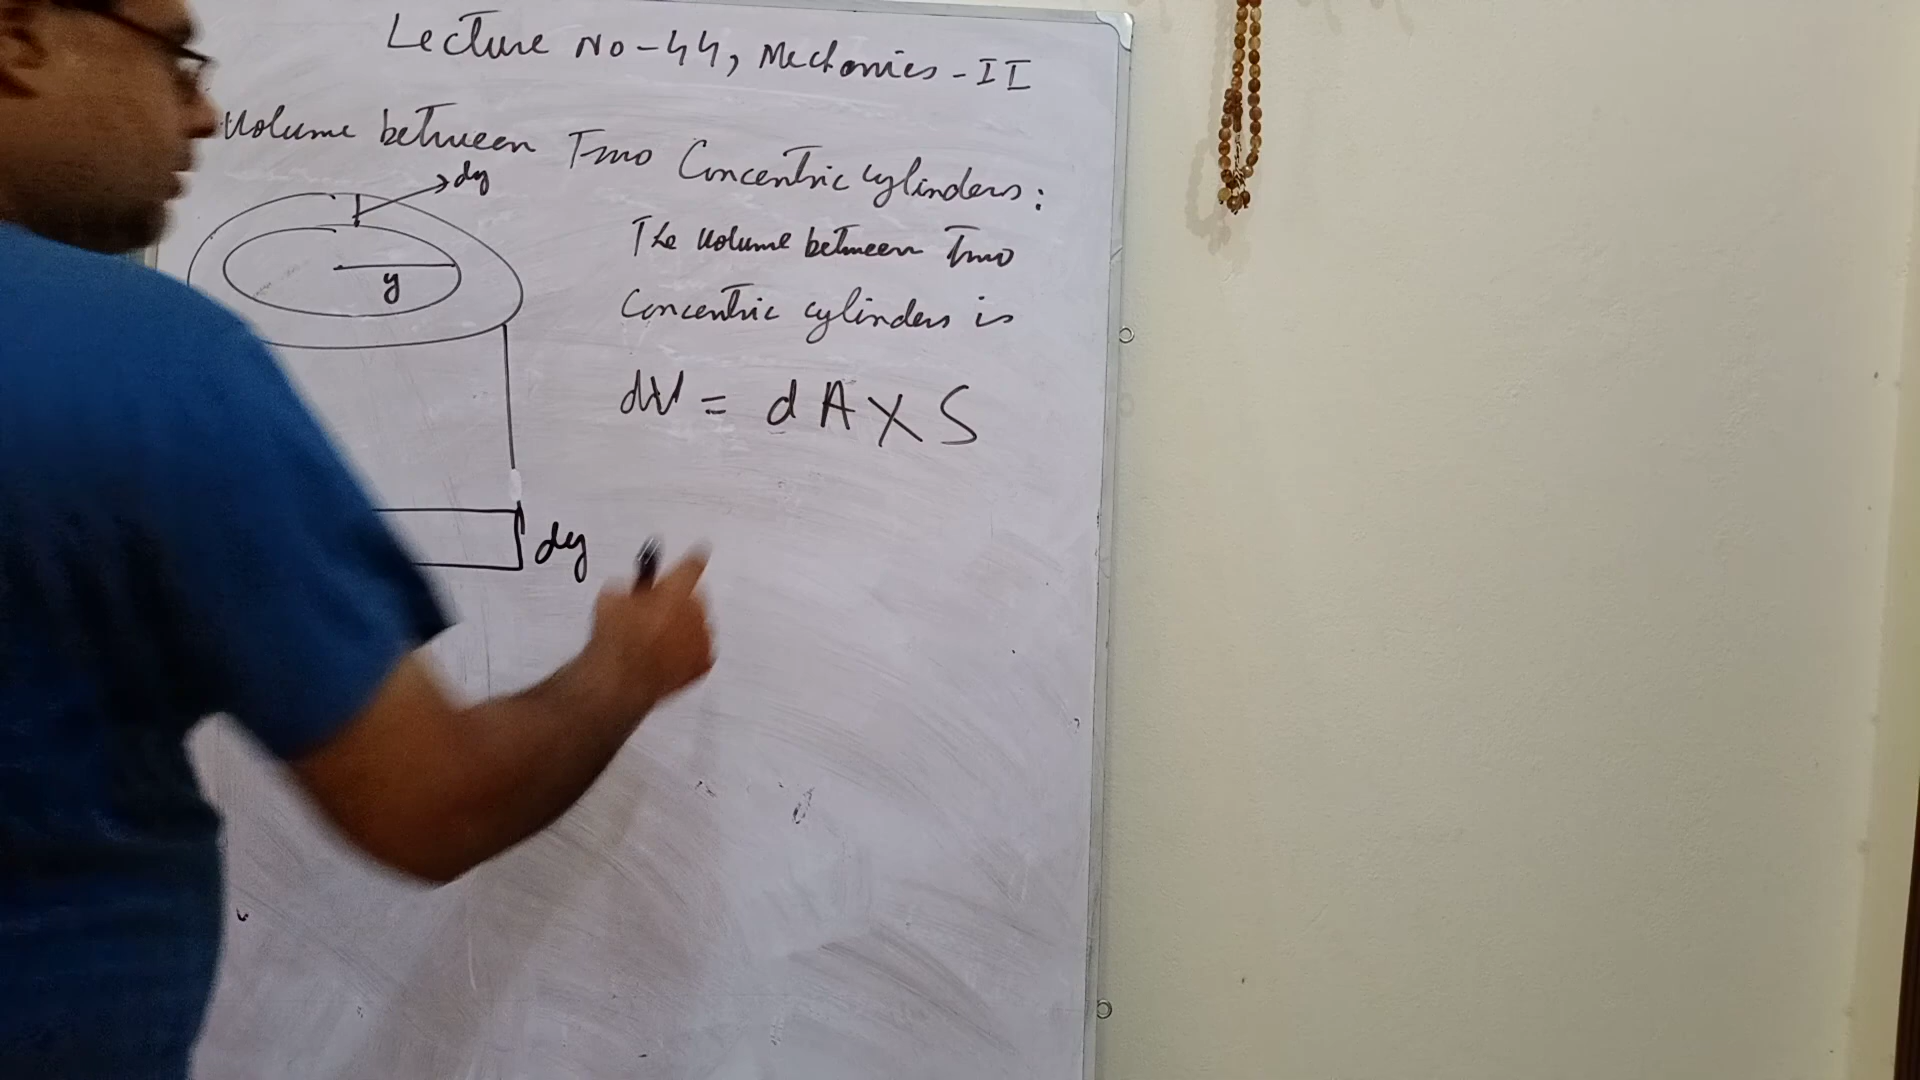 Lecture No-44, Mechanics-II
Volume between Two Concentric cylinders:
dy
y
The volume between Two
Concentric cylinders is
dV = dA X S
dy